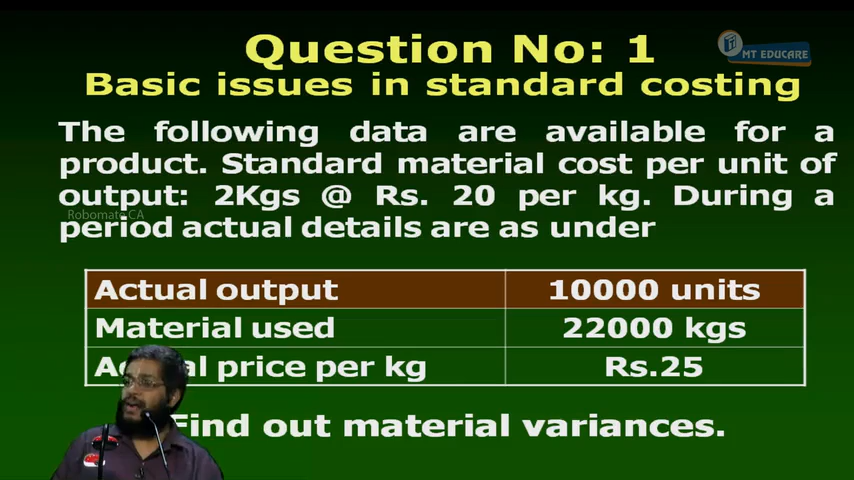 Question No: 1
MT EDUCARE
Basic issues in standard costing
The following data are available for a
product. Standard material cost per unit of
output: 2Kgs @ Rs. 20 per kg. During a
Robomate CA
period actual details are as under
Actual output 10000 units
Material used 22000 kgs
Actual price per kg Rs.25
Find out material variances.